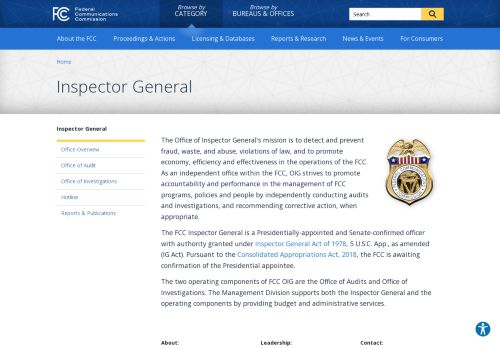 FCC Federal Communications Commission
Browse by CATEGORY
Browse by BUREAUS & OFFICES
Search
About the FCC
Proceedings & Actions
Licensing & Databases
Reports & Research
News & Events
For Consumers
Home
Inspector General
Inspector General
Office Overview
Office of Audit
Office of Investigations
Hotline
Reports & Publications
The Office of Inspector General's mission is to detect and prevent
fraud, waste, and abuse, violations of law, and to promote
economy, efficiency and effectiveness in the operations of the FCC.
As an independent office within the FCC, OIG strives to promote
accountability and performance in the management of FCC
programs, policies and people by independently conducting audits
and investigations, and recommending corrective action, when
appropriate.
The FCC Inspector General is a Presidentially-appointed and Senate-confirmed officer
with authority granted under Inspector General Act of 1978, 5 U.S.C. App., as amended
(IG Act). Pursuant to the Consolidated Appropriations Act, 2018, the FCC is awaiting
confirmation of the Presidential appointee.
The two operating components of FCC OIG are the Office of Audits and Office of
Investigations. The Management Division supports both the Inspector General and the
operating components by providing budget and administrative services.
About:
Leadership:
Contact: